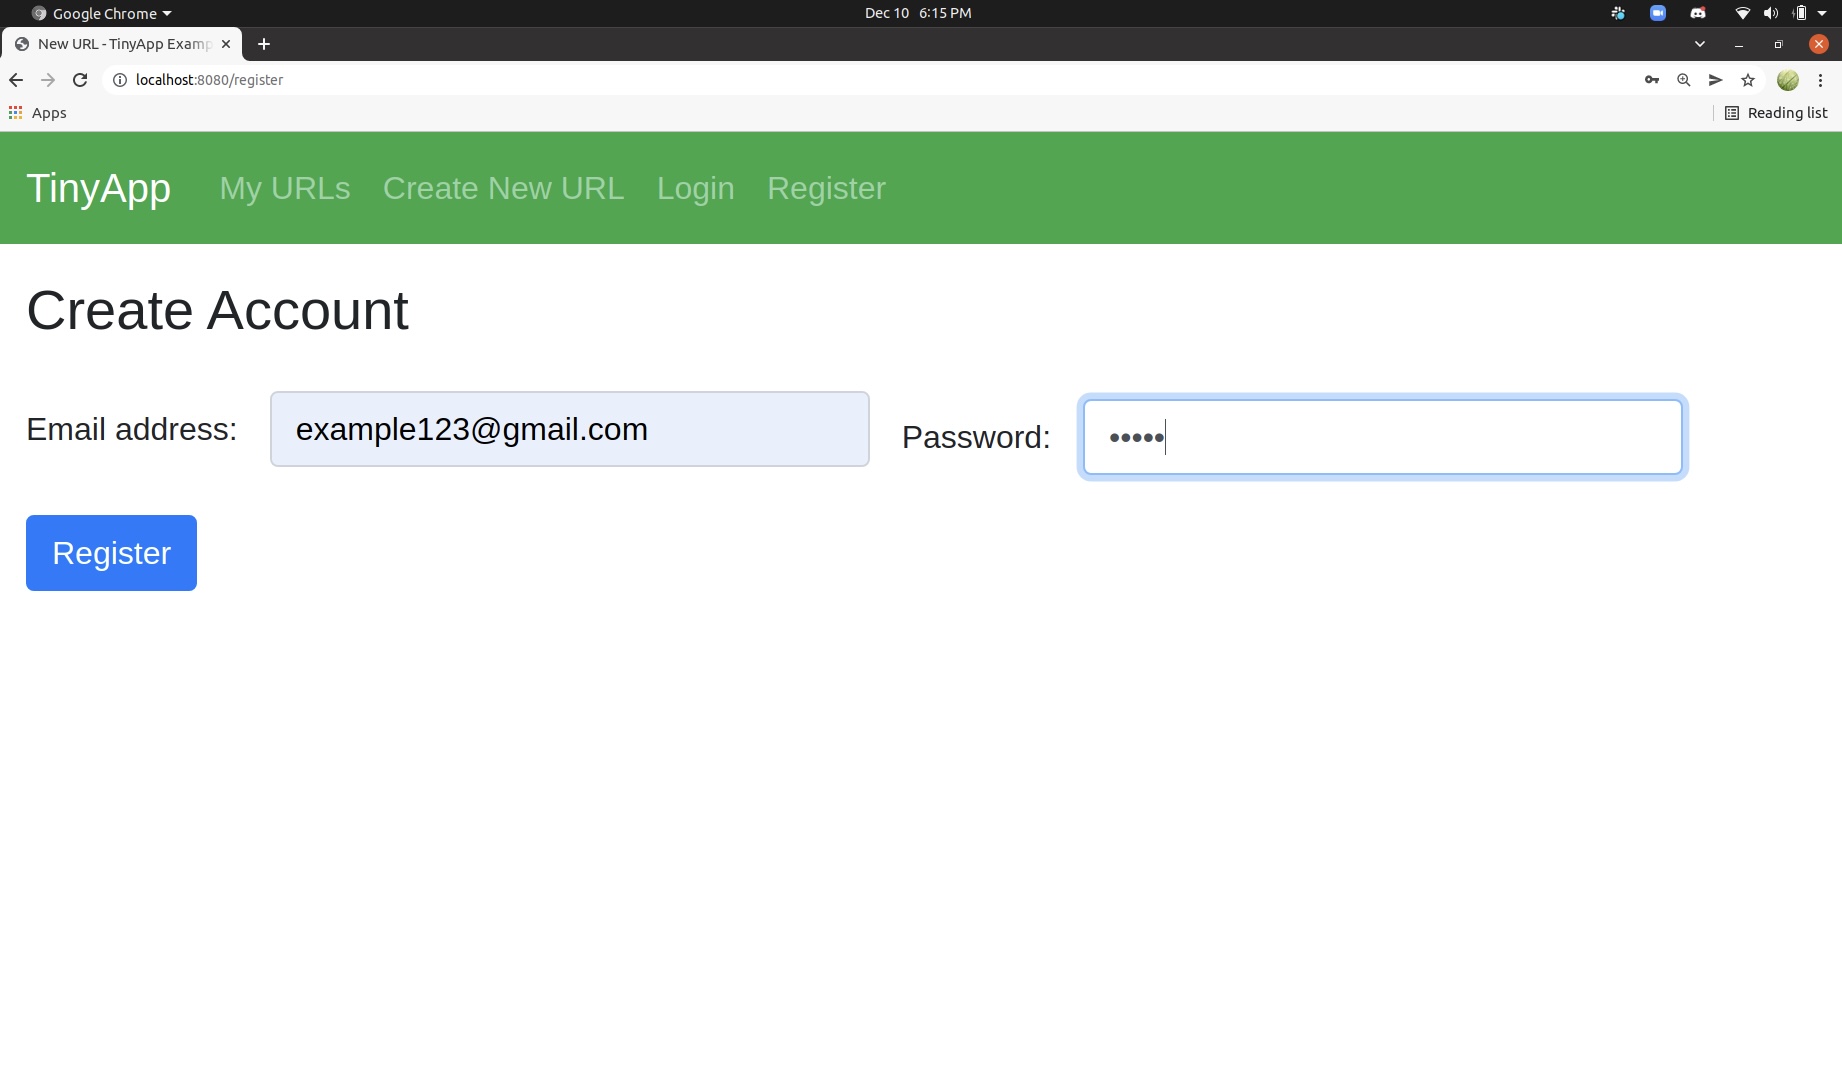 Google Chrome
Dec 10 6:15 PM
New URL - TinyApp Examp
localhost:8080/register
Apps
Reading list
TinyApp My URLs Create New URL Login Register
Create Account
Email address: example123@gmail.com Password: •••••
Register